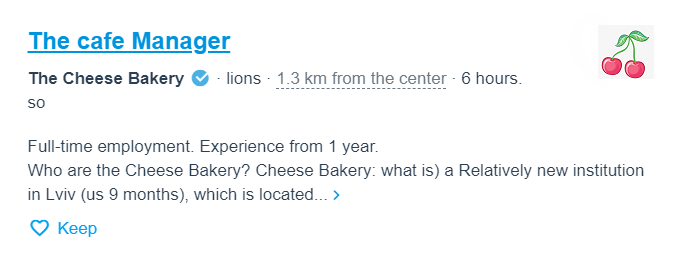 The cafe Manager
The Cheese Bakery · lions · 1.3 km from the center · 6 hours.
so
Full-time employment. Experience from 1 year.
Who are the Cheese Bakery? Cheese Bakery: what is) a Relatively new institution
in Lviv (us 9 months), which is located... ›
Keep